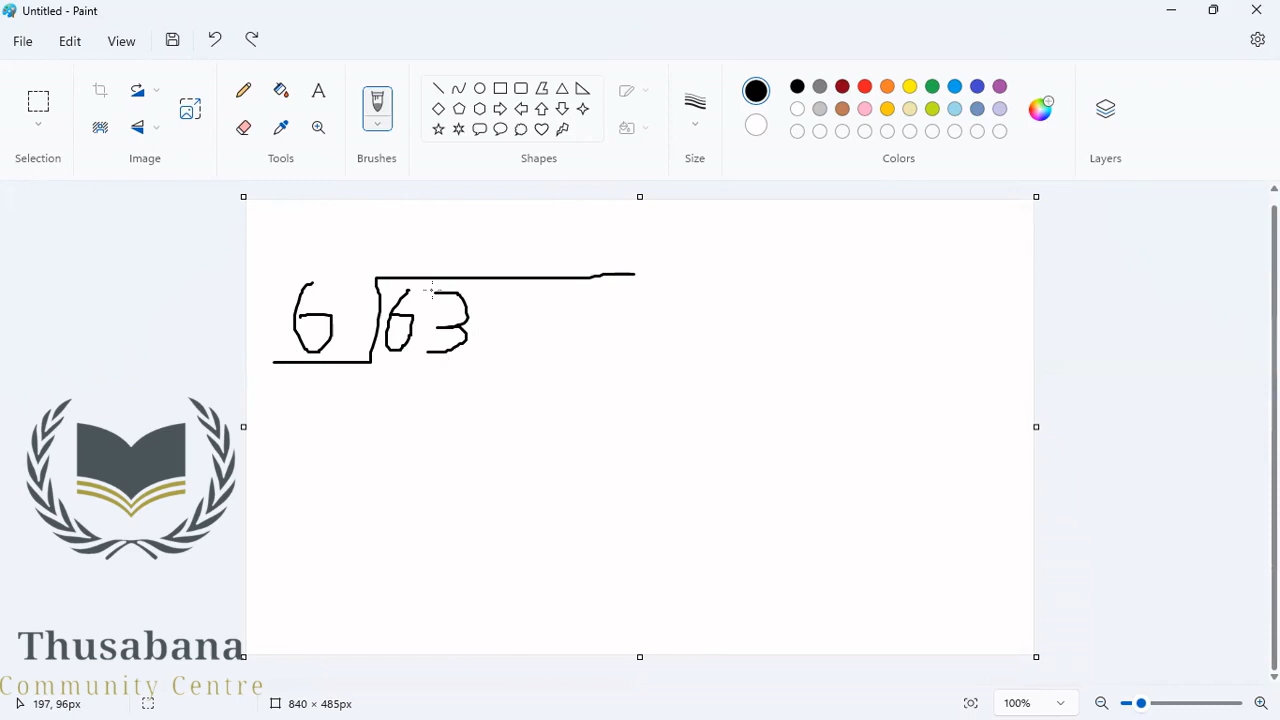 Untitled - Paint
File Edit View
Selection Image Tools Brushes Shapes Size Colors Layers
6 63
Thusabana
Community Centre
197, 96px 840 × 485px 100%